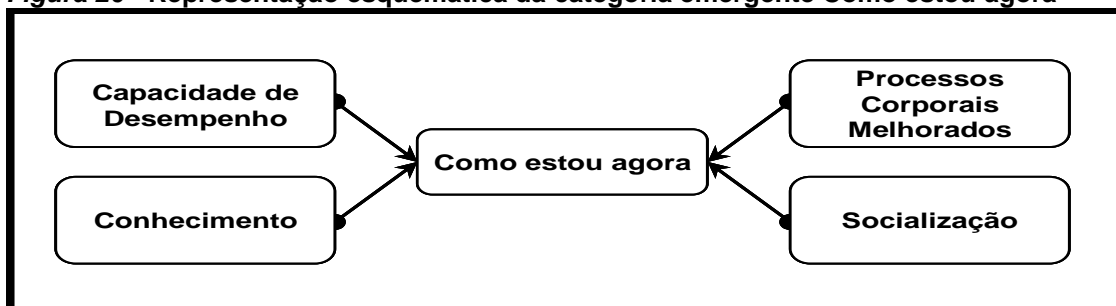 Capacidade de
Desempenho
Conhecimento
Como estou agora
Processos
Corporais
Melhorados
Socialização